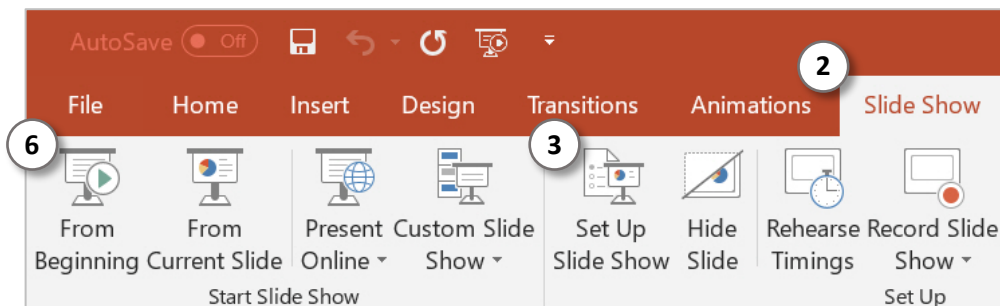 AutoSave Off
2
File Home Insert Design Transitions Animations Slide Show
6 3
From Beginning
From Current Slide
Present Online
Custom Slide Show
Set Up Slide Show
Hide Slide
Rehearse Timings
Record Slide Show
Start Slide Show
Set Up